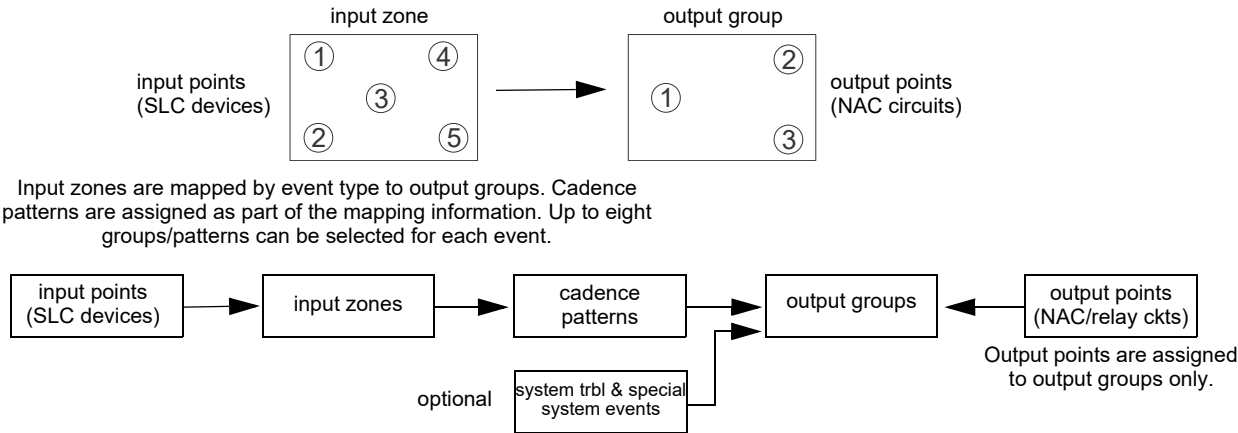 input zone
output group
input points
(SLC devices)
1
4
3
2
5
1
2
3
output points
(NAC circuits)
Input zones are mapped by event type to output groups. Cadence
patterns are assigned as part of the mapping information. Up to eight
groups/patterns can be selected for each event.
input points
(SLC devices)
input zones
cadence
patterns
output groups
output points
(NAC/relay ckts)
Output points are assigned
to output groups only.
optional
system trbl & special
system events